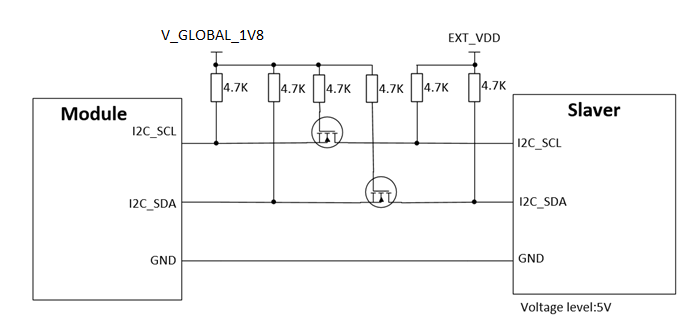 V_GLOBAL_1V8
EXT_VDD
4.7K
4.7K
4.7K
4.7K
4.7K
4.7K
Module
Slaver
I2C_SCL
I2C_SCL
I2C_SDA
I2C_SDA
GND
GND
Voltage level:5V